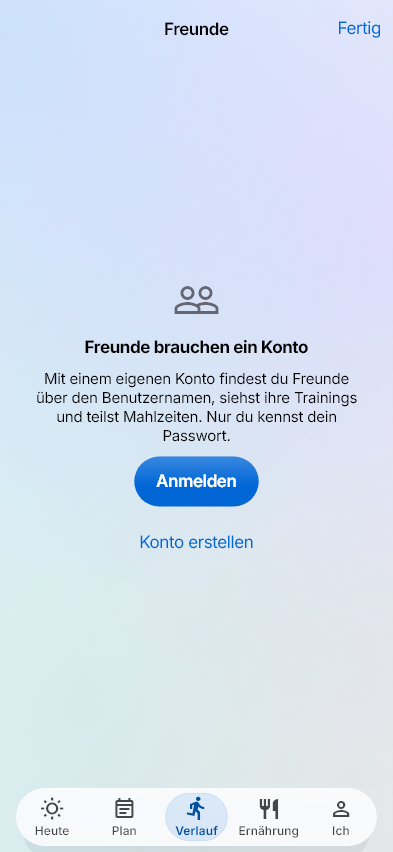 Freunde
Fertig
Freunde brauchen ein Konto
Mit einem eigenen Konto findest du Freunde
über den Benutzernamen, siehst ihre Trainings
und teilst Mahlzeiten. Nur du kennst dein
Passwort.
Anmelden
Konto erstellen
Heute
Plan
Verlauf
Ernährung
Ich